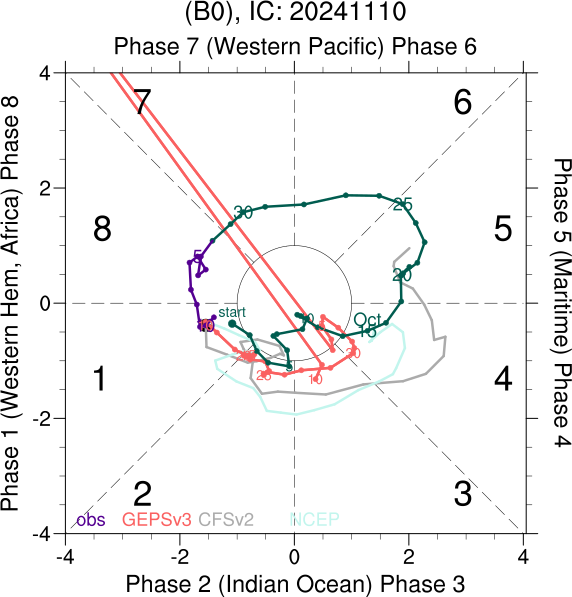 (B0), IC: 20241110
Phase 7 (Western Pacific) Phase 6
4
7
6
Phase 1 (Western Hem, Africa) Phase 8
Phase 5 (Maritime) Phase 4
2
30
25
8
5
5
20
0
start
Oct
15
10
20
1
4
25
10
-2
2
3
obs
GEPSv3
CFSv2
NCEP
-4
-4
-2
0
2
4
Phase 2 (Indian Ocean) Phase 3